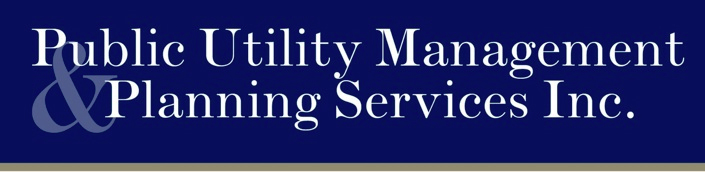 Public Utility Management
& Planning Services Inc.